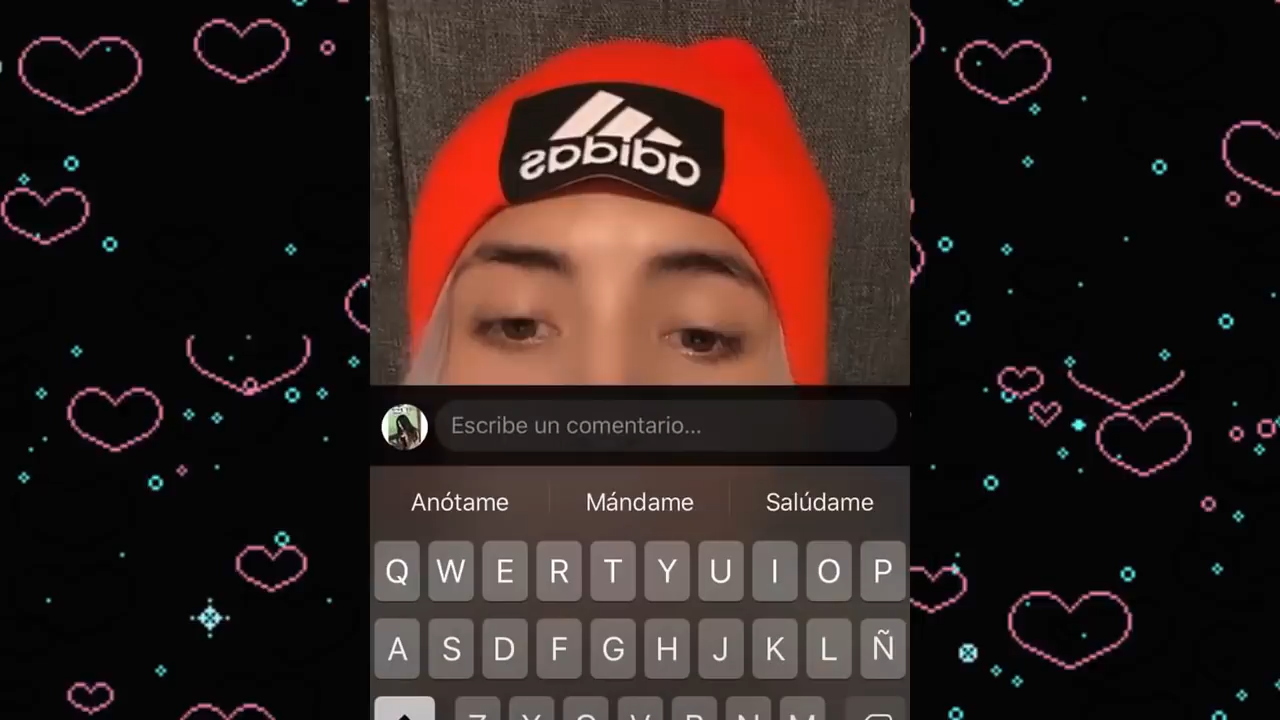 adidas
Escribe un comentario...
Anótame Mándame Salúdame
Q W E R T Y U I O P
A S D F G H J K L Ñ
Z X C V B N M